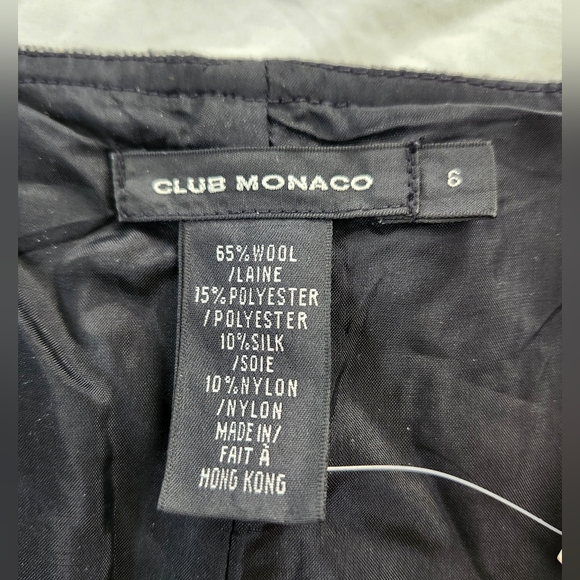 CLUB MONACO
6
65% WOOL
/LAINE
15% POLYESTER
/POLYESTER
10% SILK
/SOIE
10% NYLON
/NYLON
MADE IN/
FAIT À
HONG KONG